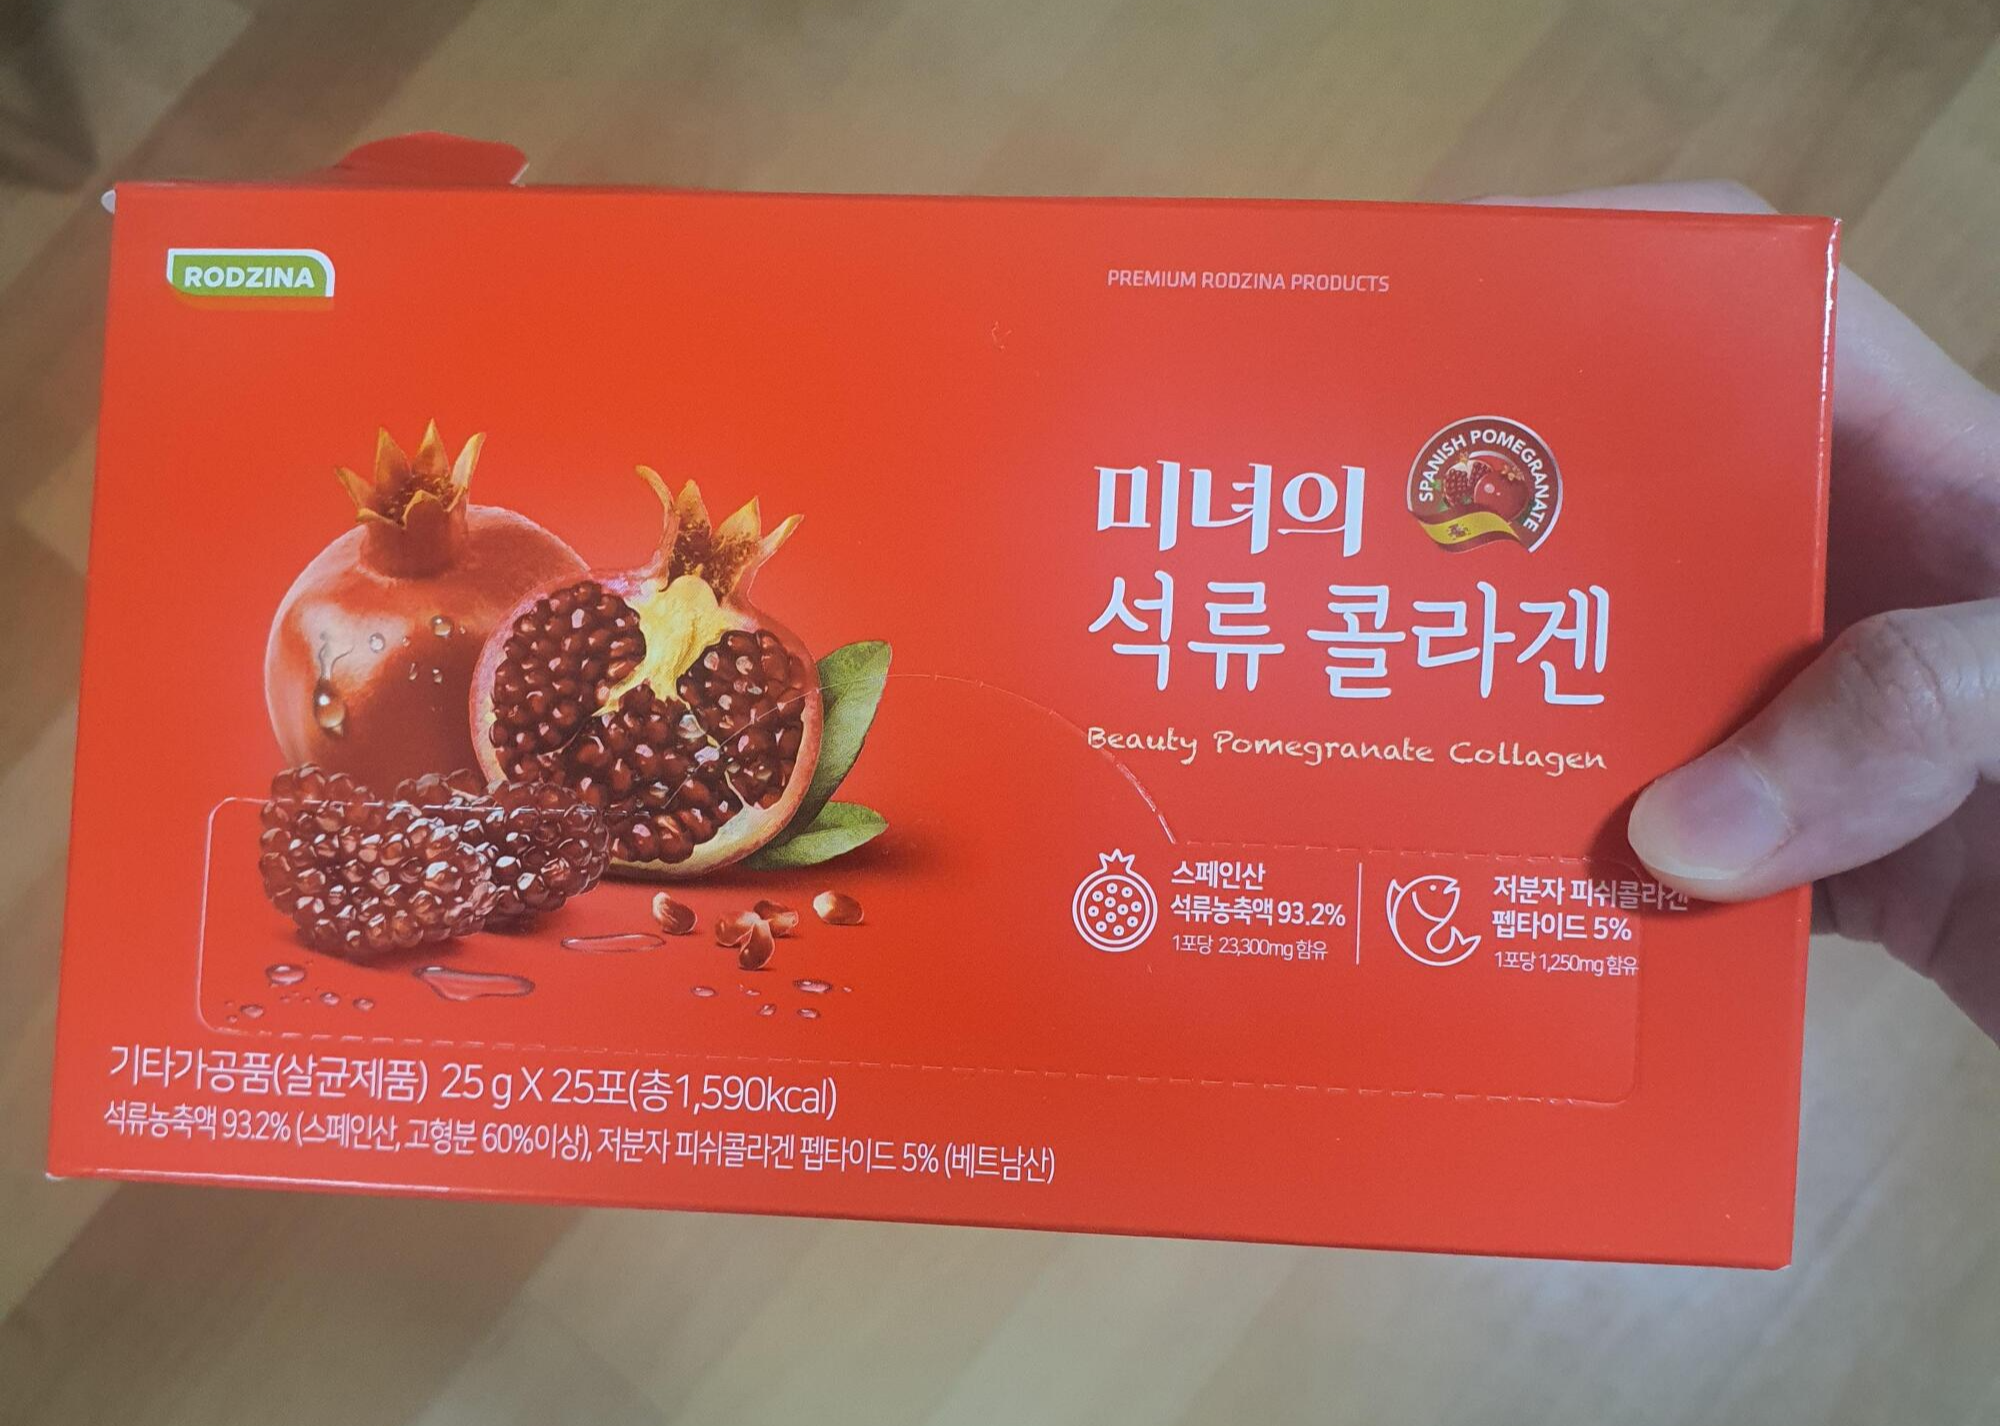 RODZINA
PREMIUM RODZINA PRODUCTS
미녀의
SPANISH POMEGRANATE
석류 콜라겐
Beauty Pomegranate Collagen
스페인산
석류농축액 93.2%
1포당 23,300mg 함유
저분자 피쉬콜라겐
펩타이드 5%
1포당 1,250mg 함유
기타가공품(살균제품) 25 g X 25포(총1,590kcal)
석류농축액 93.2% (스페인산, 고형분 60%이상), 저분자 피쉬콜라겐 펩타이드 5% (베트남산)